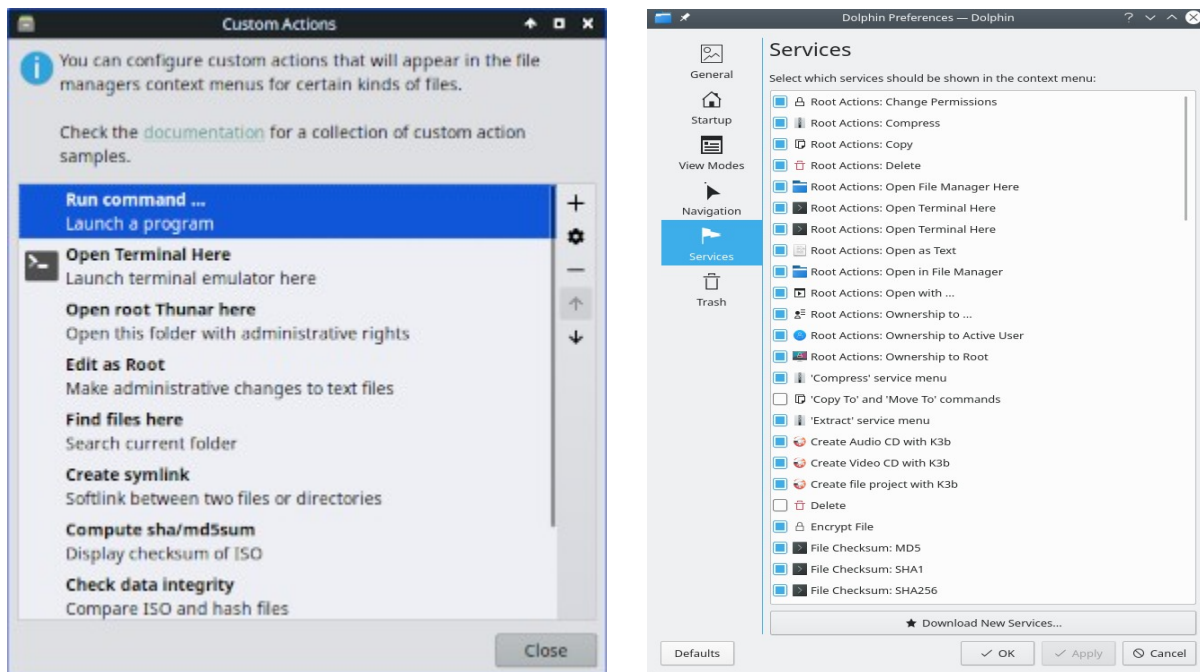 Custom Actions
You can configure custom actions that will appear in the file
managers context menus for certain kinds of files.
Check the documentation for a collection of custom action
samples.
Run command ...
Launch a program
Open Terminal Here
Launch terminal emulator here
Open root Thunar here
Open this folder with administrative rights
Edit as Root
Make administrative changes to text files
Find files here
Search current folder
Create symlink
Softlink between two files or directories
Compute sha/md5sum
Display checksum of ISO
Check data integrity
Compare ISO and hash files
Close
Dolphin Preferences — Dolphin
General
Startup
View Modes
Navigation
Services
Trash
Services
Select which services should be shown in the context menu:
Root Actions: Change Permissions
Root Actions: Compress
Root Actions: Copy
Root Actions: Delete
Root Actions: Open File Manager Here
Root Actions: Open Terminal Here
Root Actions: Open Terminal Here
Root Actions: Open as Text
Root Actions: Open in File Manager
Root Actions: Open with ...
Root Actions: Ownership to ...
Root Actions: Ownership to Active User
Root Actions: Ownership to Root
'Compress' service menu
'Copy To' and 'Move To' commands
'Extract' service menu
Create Audio CD with K3b
Create Video CD with K3b
Create file project with K3b
Delete
Encrypt File
File Checksum: MD5
File Checksum: SHA1
File Checksum: SHA256
Download New Services...
Defaults
OK
Apply
Cancel